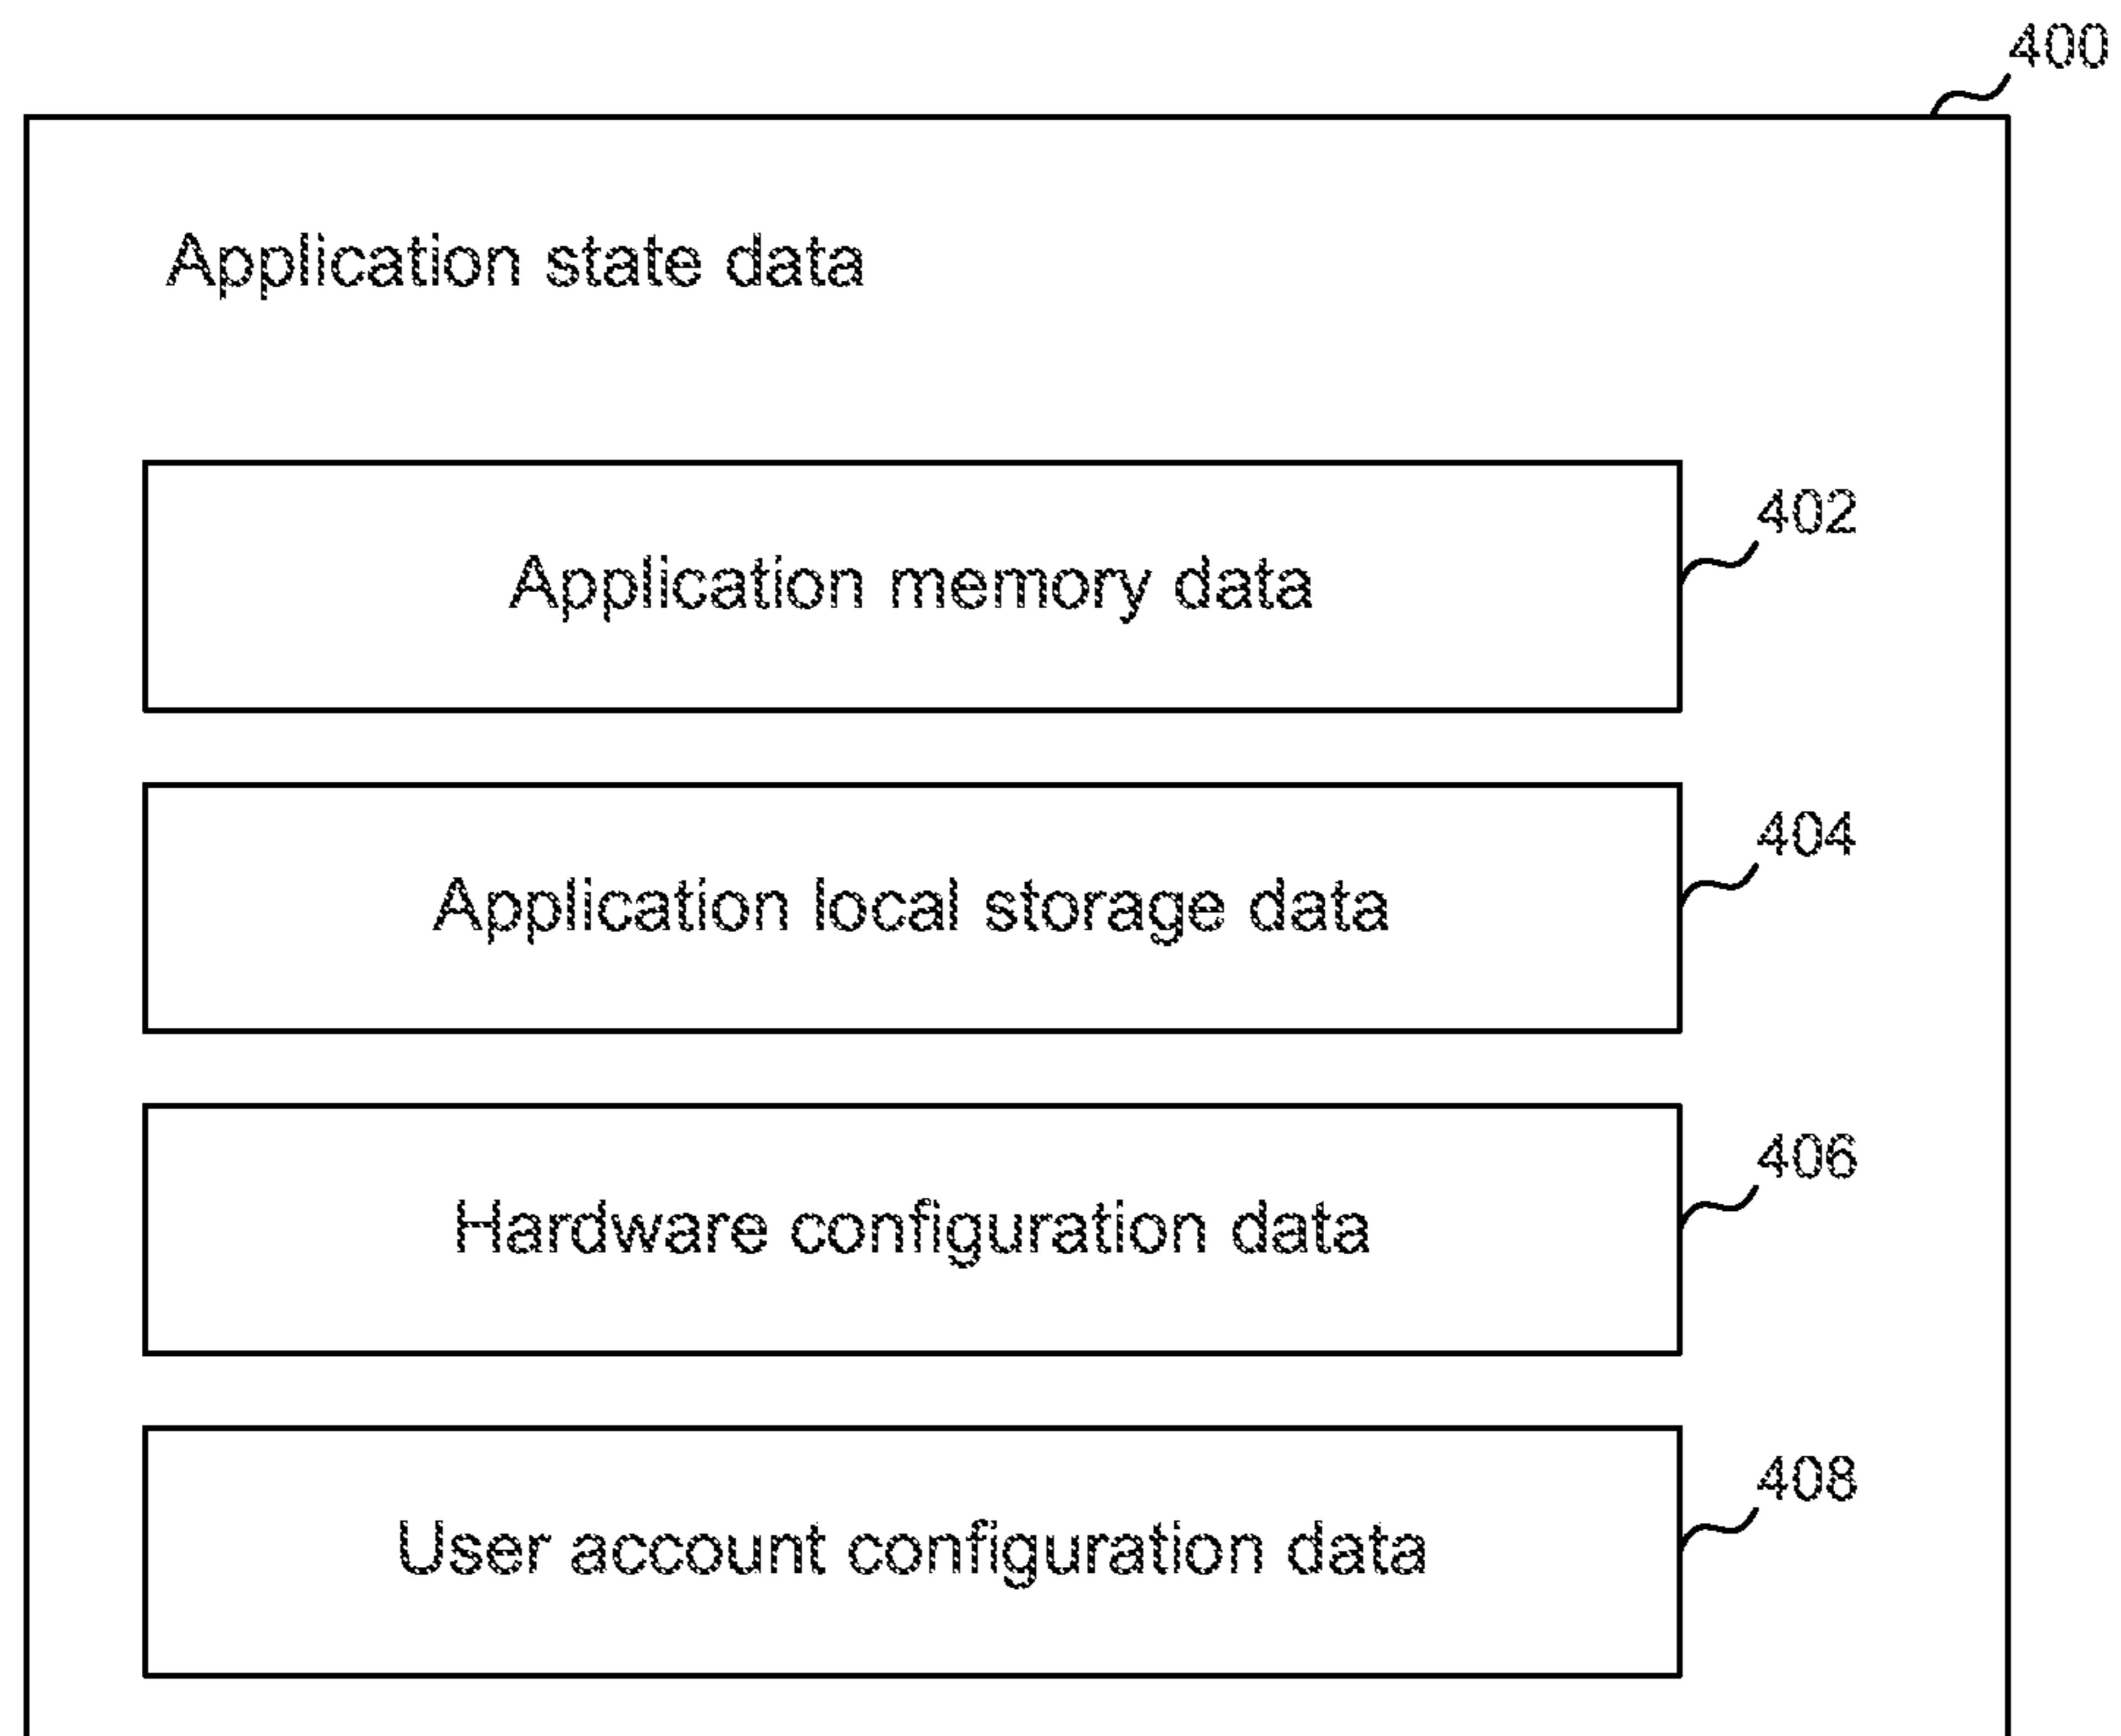 400
Application state data
402
Application memory data
404
Application local storage data
406
Hardware configuration data
408
User account configuration data